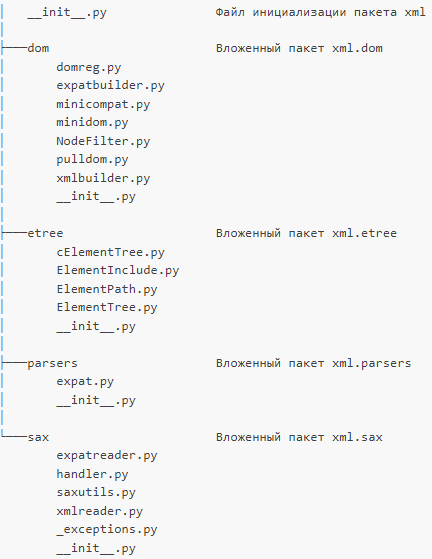 __init__.py Файл инициализации пакета xml
dom Вложенный пакет xml.dom
domreg.py
expatbuilder.py
minicompat.py
minidom.py
NodeFilter.py
pulldom.py
xmlbuilder.py
__init__.py
etree Вложенный пакет xml.etree
cElementTree.py
ElementInclude.py
ElementPath.py
ElementTree.py
__init__.py
parsers Вложенный пакет xml.parsers
expat.py
__init__.py
sax Вложенный пакет xml.sax
expatreader.py
handler.py
saxutils.py
xmlreader.py
_exceptions.py
__init__.py